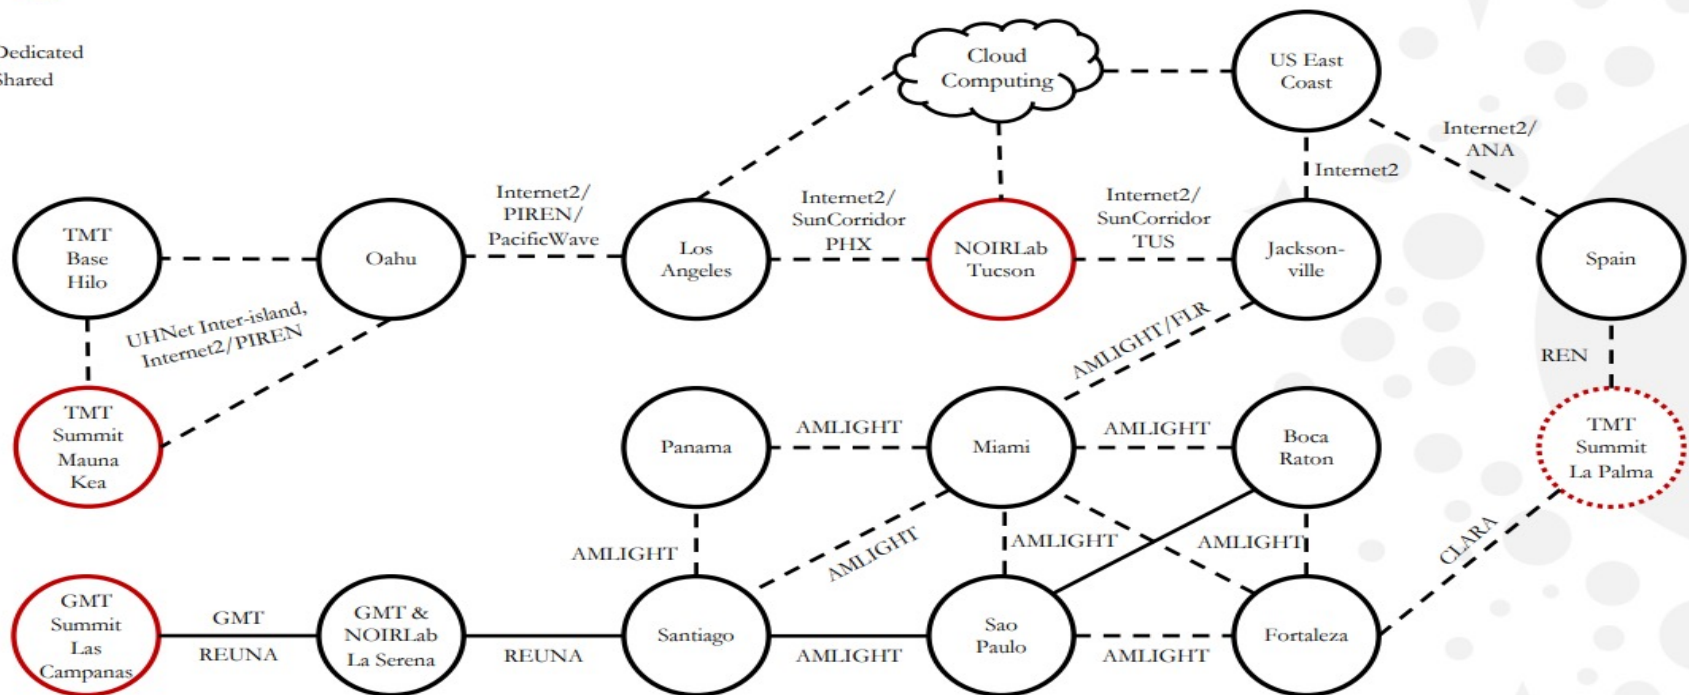 Dedicated
Shared
Cloud
Computing
US East
Coast
Internet2/
ANA
Internet2
TMT
Base
Hilo
Oahu
Internet2/
PIREN/
PacificWave
Los
Angeles
Internet2/
SunCorridor
PHX
NOIRLab
Tucson
Internet2/
SunCorridor
TUS
Jackson-
ville
Spain
UHNet Inter-island,
Internet2/PIREN
AMLIGHT/FLR
REN
TMT
Summit
Mauna
Kea
Panama
AMLIGHT
Miami
AMLIGHT
Boca
Raton
TMT
Summit
La Palma
AMLIGHT
AMLIGHT
AMLIGHT
AMLIGHT
CLARA
GMT
Summit
Las
Campanas
GMT
REUNA
GMT &
NOIRLab
La Serena
REUNA
Santiago
AMLIGHT
Sao
Paulo
AMLIGHT
Fortaleza